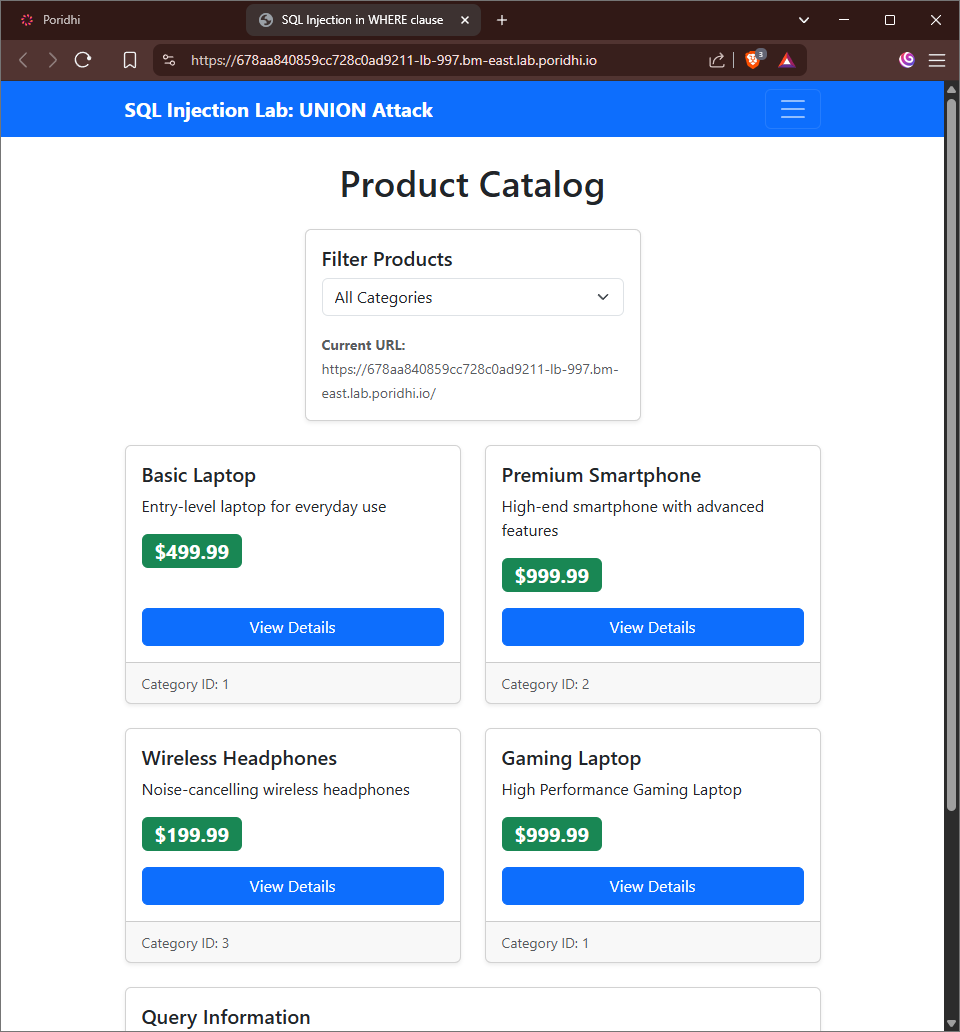 Poridhi
SQL Injection in WHERE clause
https://678aa840859cc728c0ad9211-lb-997.bm-east.lab.poridhi.io
3
SQL Injection Lab: UNION Attack
Product Catalog
Filter Products
All Categories
Current URL:
https://678aa840859cc728c0ad9211-lb-997.bm-
east.lab.poridhi.io/
Basic Laptop
Entry-level laptop for everyday use
$499.99
View Details
Category ID: 1
Premium Smartphone
High-end smartphone with advanced
features
$999.99
View Details
Category ID: 2
Wireless Headphones
Noise-cancelling wireless headphones
$199.99
View Details
Category ID: 3
Gaming Laptop
High Performance Gaming Laptop
$999.99
View Details
Category ID: 1
Query Information